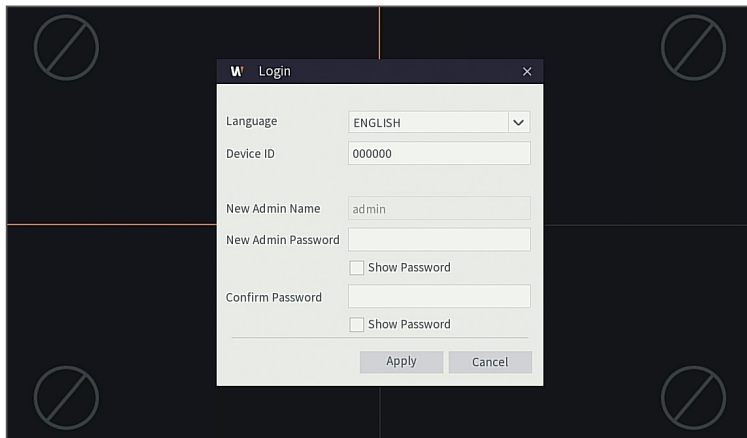 W Login
Language ENGLISH
Device ID 000000
New Admin Name admin
New Admin Password
Show Password
Confirm Password
Show Password
Apply Cancel